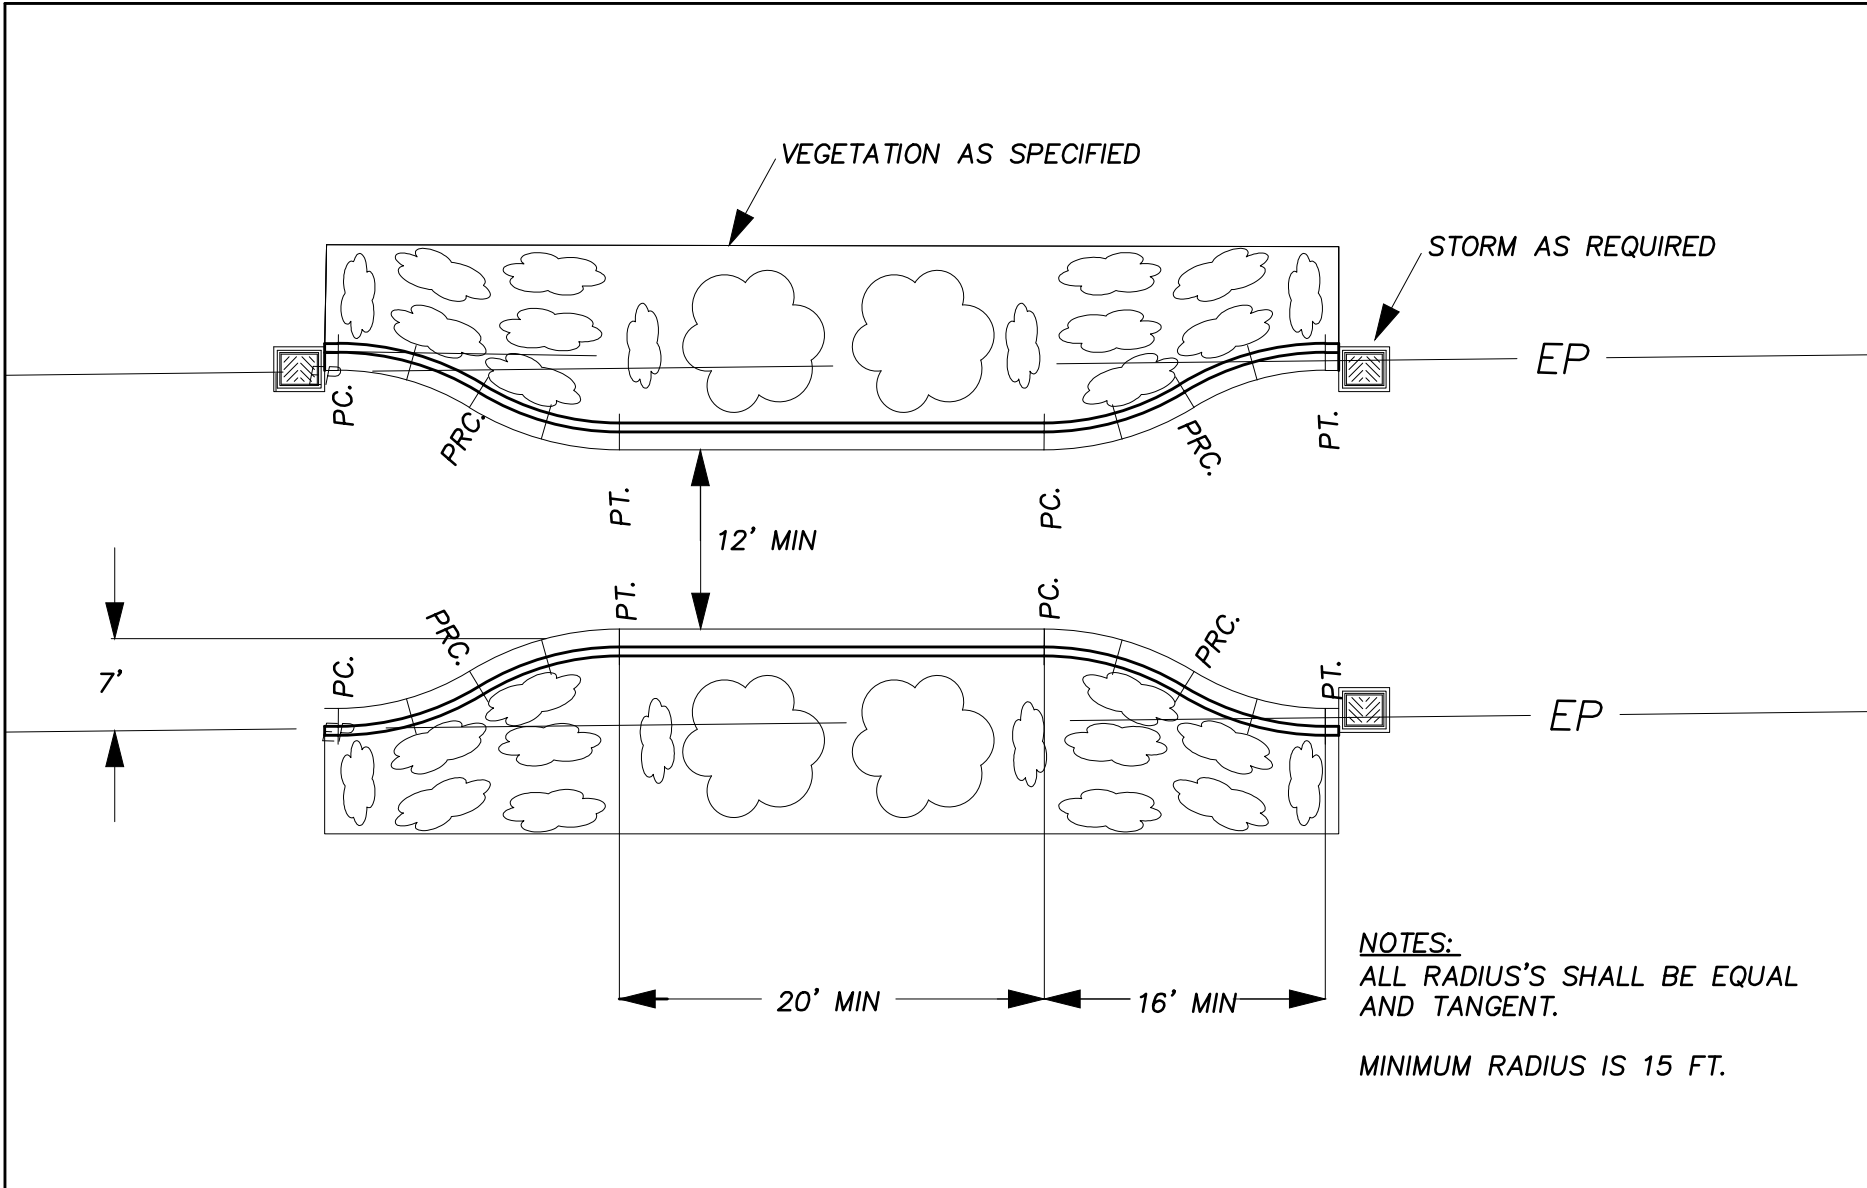 VEGETATION AS SPECIFIED
STORM AS REQUIRED
EP
EP
PC.
PRC.
PRC.
PT.
PT.
PC.
12' MIN
PT.
PC.
PRC.
PRC.
PC.
PT.
7'
EP
EP
20' MIN
16' MIN
NOTES:
ALL RADIUS'S SHALL BE EQUAL
AND TANGENT.
MINIMUM RADIUS IS 15 FT.